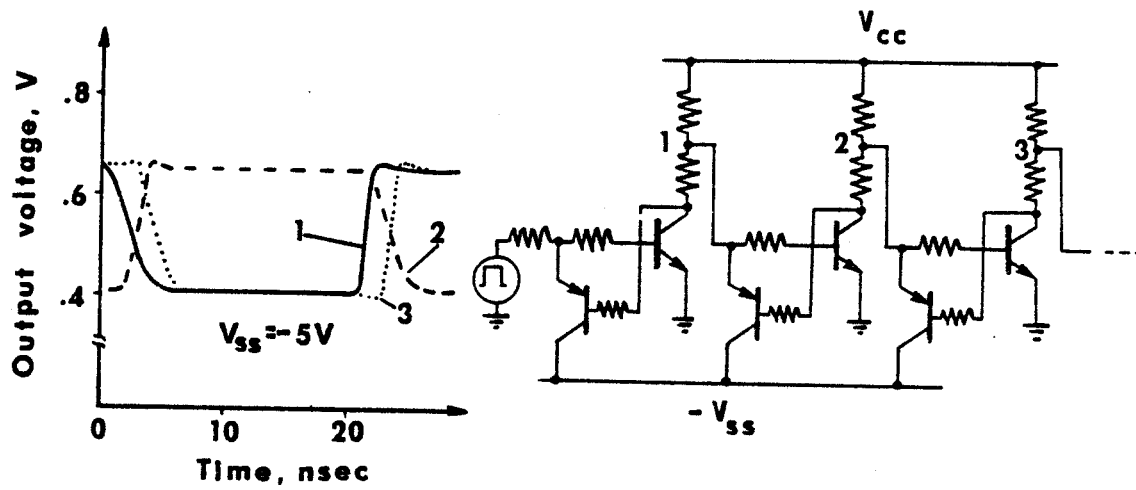 Output voltage, V
.8
.6
.4
1
2
3
V_SS = -5V
0
10
20
Time, nsec
V_cc
1
2
3
- V_ss